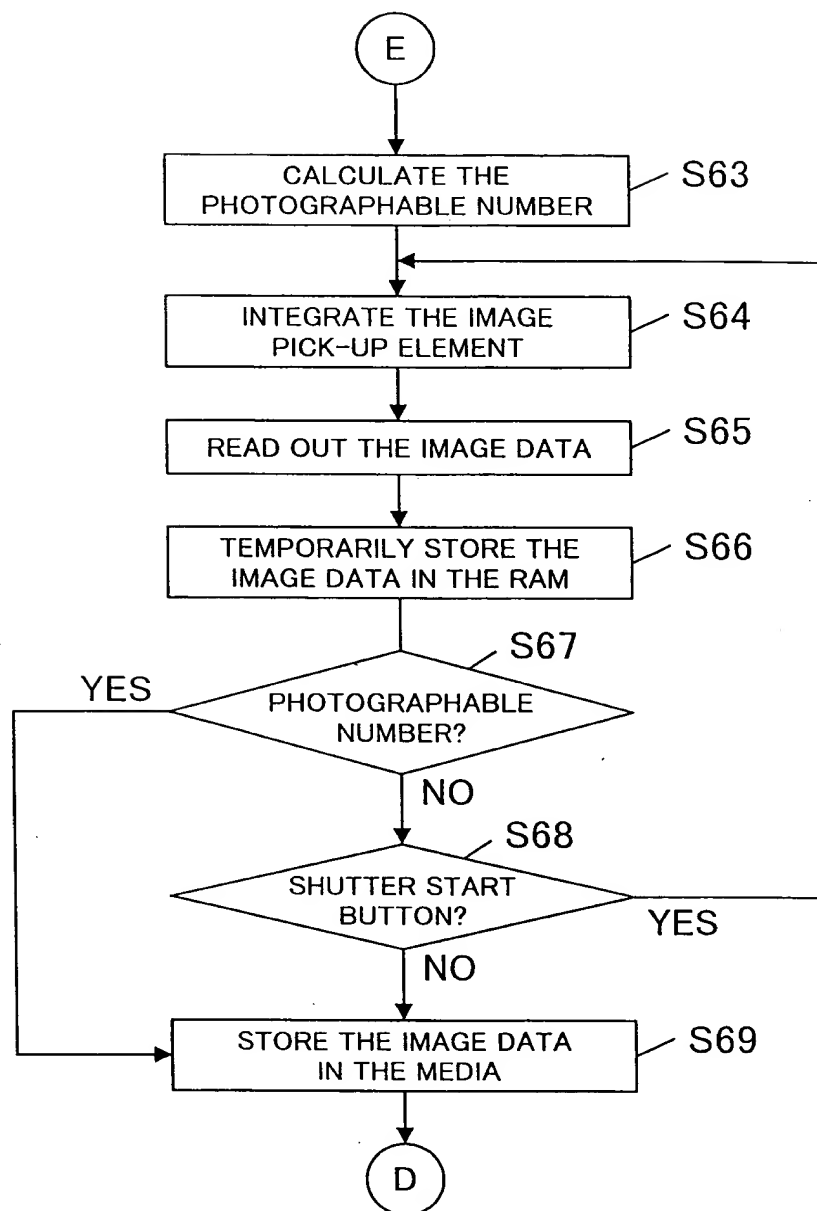 E
CALCULATE THE
PHOTOGRAPHABLE NUMBER
S63
INTEGRATE THE IMAGE
PICK-UP ELEMENT
S64
READ OUT THE IMAGE DATA
S65
TEMPORARILY STORE THE
IMAGE DATA IN THE RAM
S66
S67
YES
PHOTOGRAPHABLE
NUMBER?
NO
S68
SHUTTER START
BUTTON?
YES
NO
STORE THE IMAGE DATA
IN THE MEDIA
S69
D